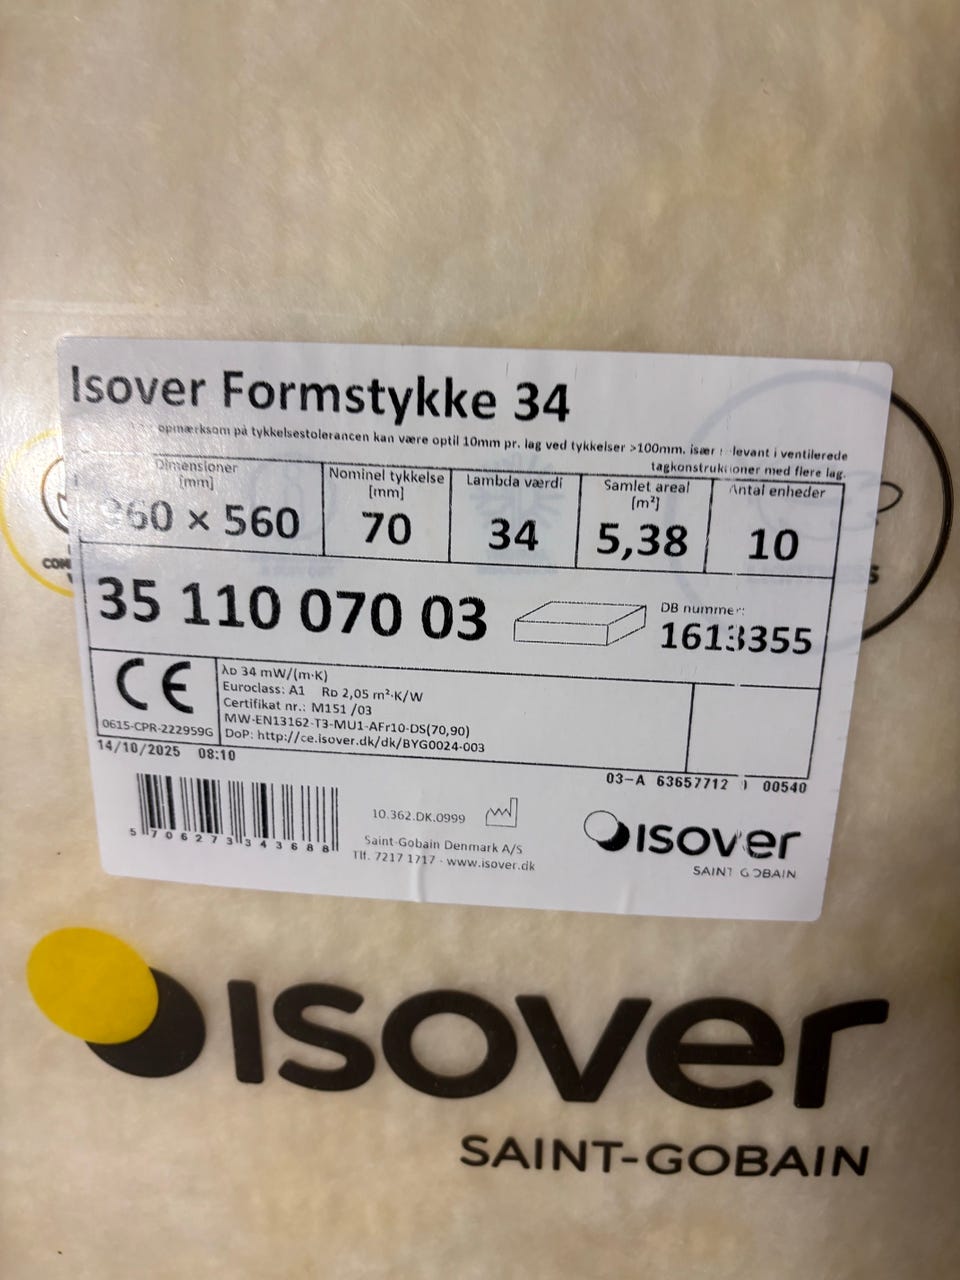 Isover Formstykke 34
opmærksom på tykkelsestolerancen kan være optil 10mm pr. lag ved tykkelser >100mm. især levant i ventilerede
tagkonstruktioner med flere lag.
Dimensioner
[mm]
Nominel tykkelse
[mm]
Lambda værdi
Samlet areal
[m²]
Antal enheder
960 × 560
70
34
5,38
10
COM
S
35 110 070 03
DB nummer:
1613355
CE
0615-CPR-222959G
λD 34 mW/(m·K)
Euroclass: A1 RD 2,05 m²·K/W
Certifikat nr.: M151 /03
MW-EN13162-T3-MU1-AFr10-DS(70,90)
DoP: http://ce.isover.dk/dk/BYG0024-003
14/10/2025 08:10
03-A 63657712 00540
5 706273 343688
10.362.DK.0999
Saint-Gobain Denmark A/S
Tlf. 7217 1717 - www.isover.dk
isover
SAINT GOBAIN
isover
SAINT-GOBAIN